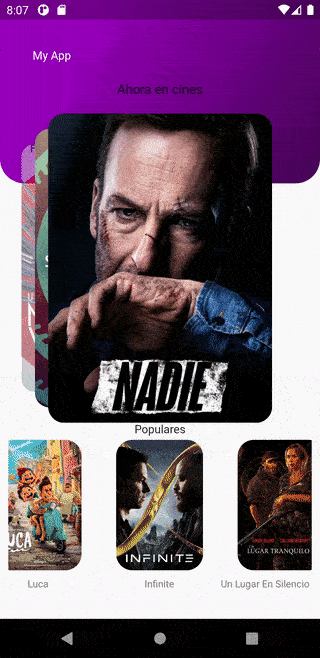 8:07
My App
Ahora en cines
NADIE
Populares
LUCA
INFINITE
LUGAR TRANQUILO
Luca
Infinite
Un Lugar En Silencio